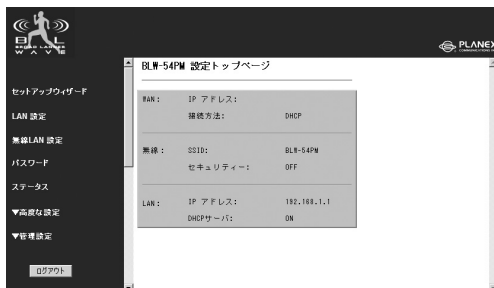 BROAD LANNER
WAVE
PLANEX
BLW-54PM 設定トップページ
セットアップウィザード
LAN 設定
無線LAN 設定
パスワード
ステータス
▼高度な設定
▼管理設定
ログアウト
WAN: IP アドレス:
接続方法: DHCP
無線: SSID: BLW-54PM
セキュリティー: OFF
LAN: IP アドレス: 192.168.1.1
DHCPサーバ: ON